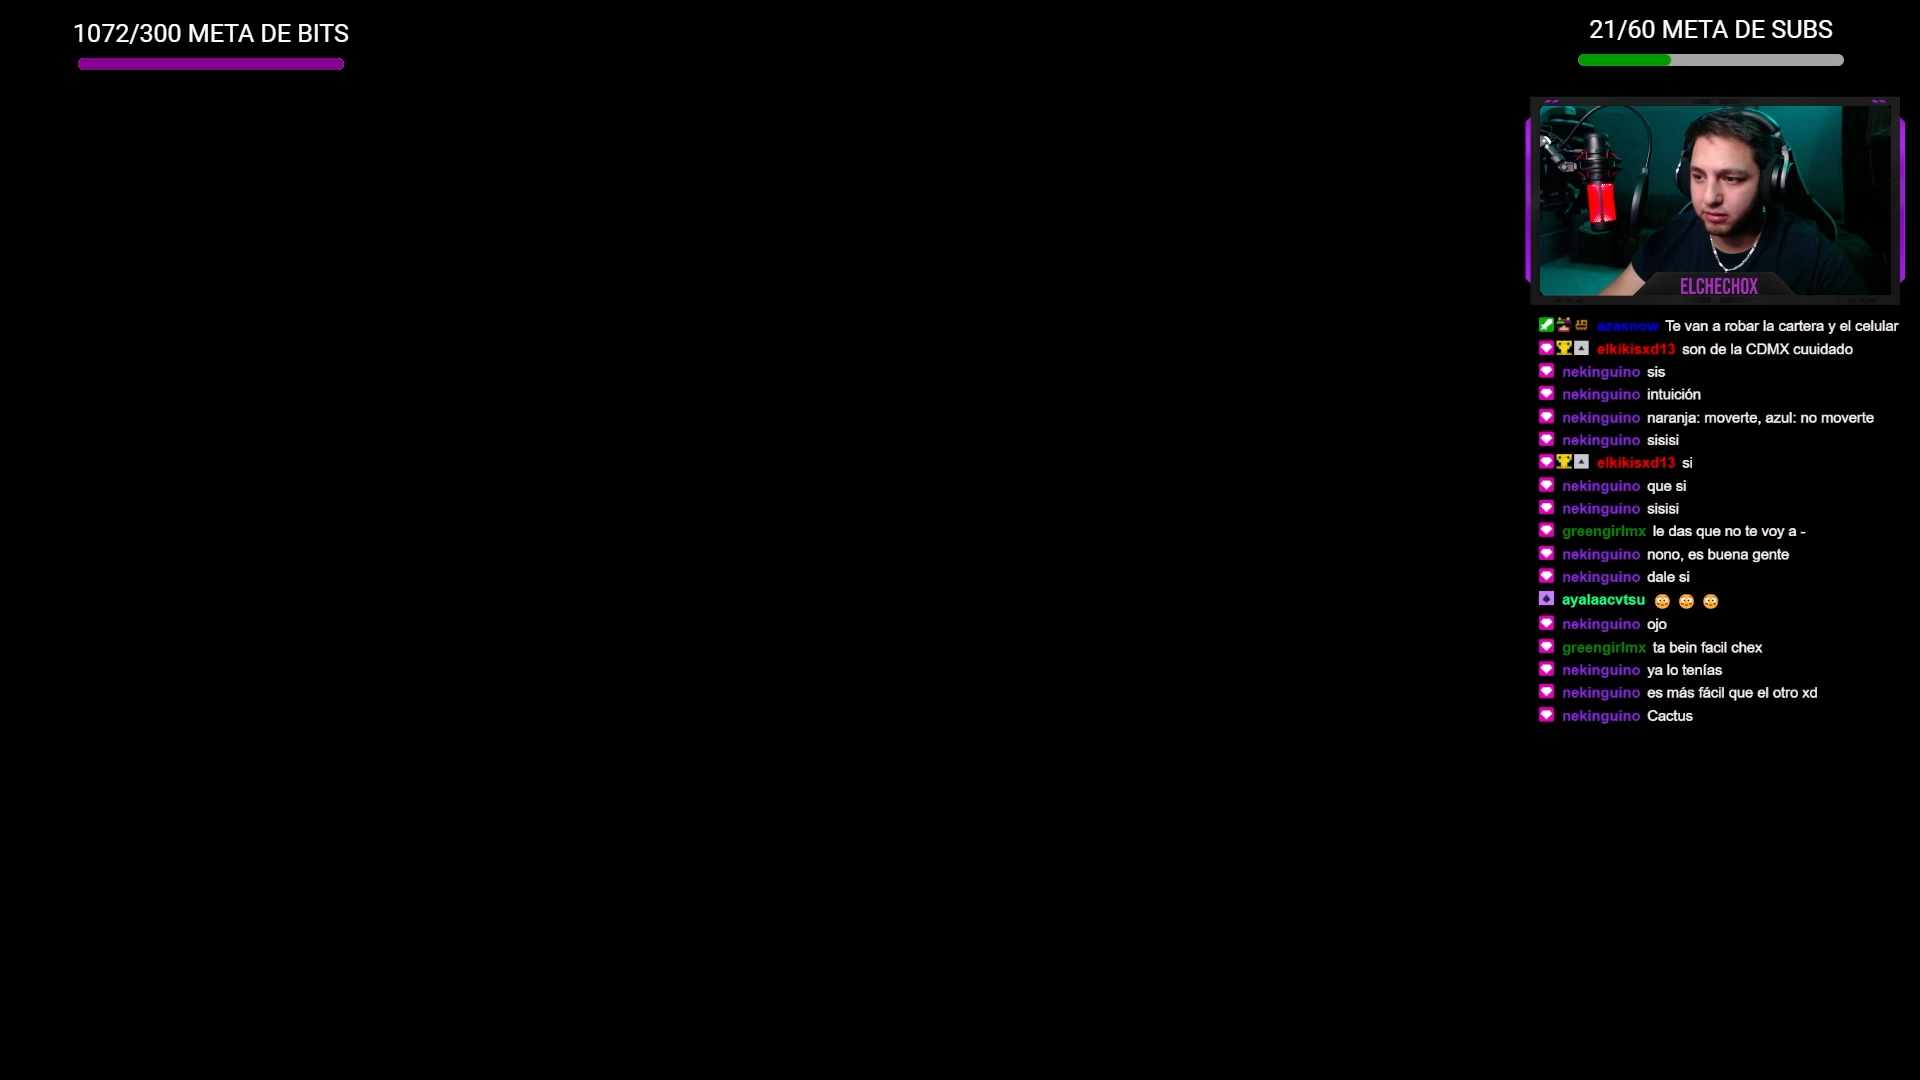 1072/300 META DE BITS
21/60 META DE SUBS
ELCHECHOX
azasnow Te van a robar la cartera y el celular
elkikisxd13 son de la CDMX cuuidado
nekinguino sis
nekinguino intuición
nekinguino naranja: moverte, azul: no moverte
nekinguino sisisi
elkikisxd13 si
nekinguino que si
nekinguino sisisi
greengirlmx le das que no te voy a -
nekinguino nono, es buena gente
nekinguino dale si
ayalaacvtsu
nekinguino ojo
greengirlmx ta bein facil chex
nekinguino ya lo tenías
nekinguino es más fácil que el otro xd
nekinguino Cactus